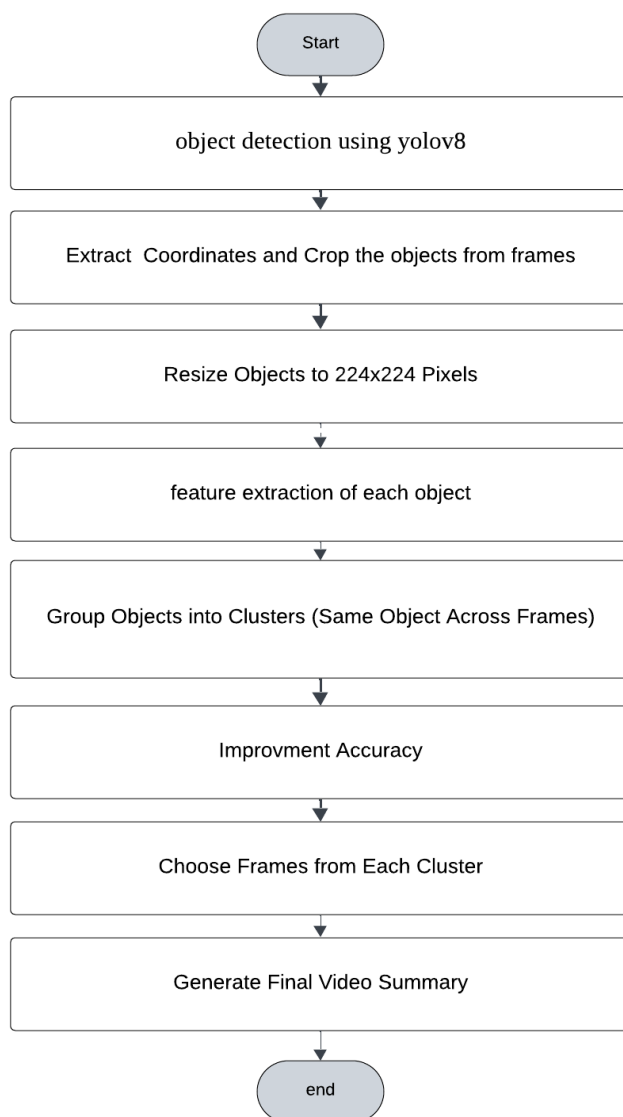 Start
object detection using yolov8
Extract Coordinates and Crop the objects from frames
Resize Objects to 224x224 Pixels
feature extraction of each object
Group Objects into Clusters (Same Object Across Frames)
Improvment Accuracy
Choose Frames from Each Cluster
Generate Final Video Summary
end